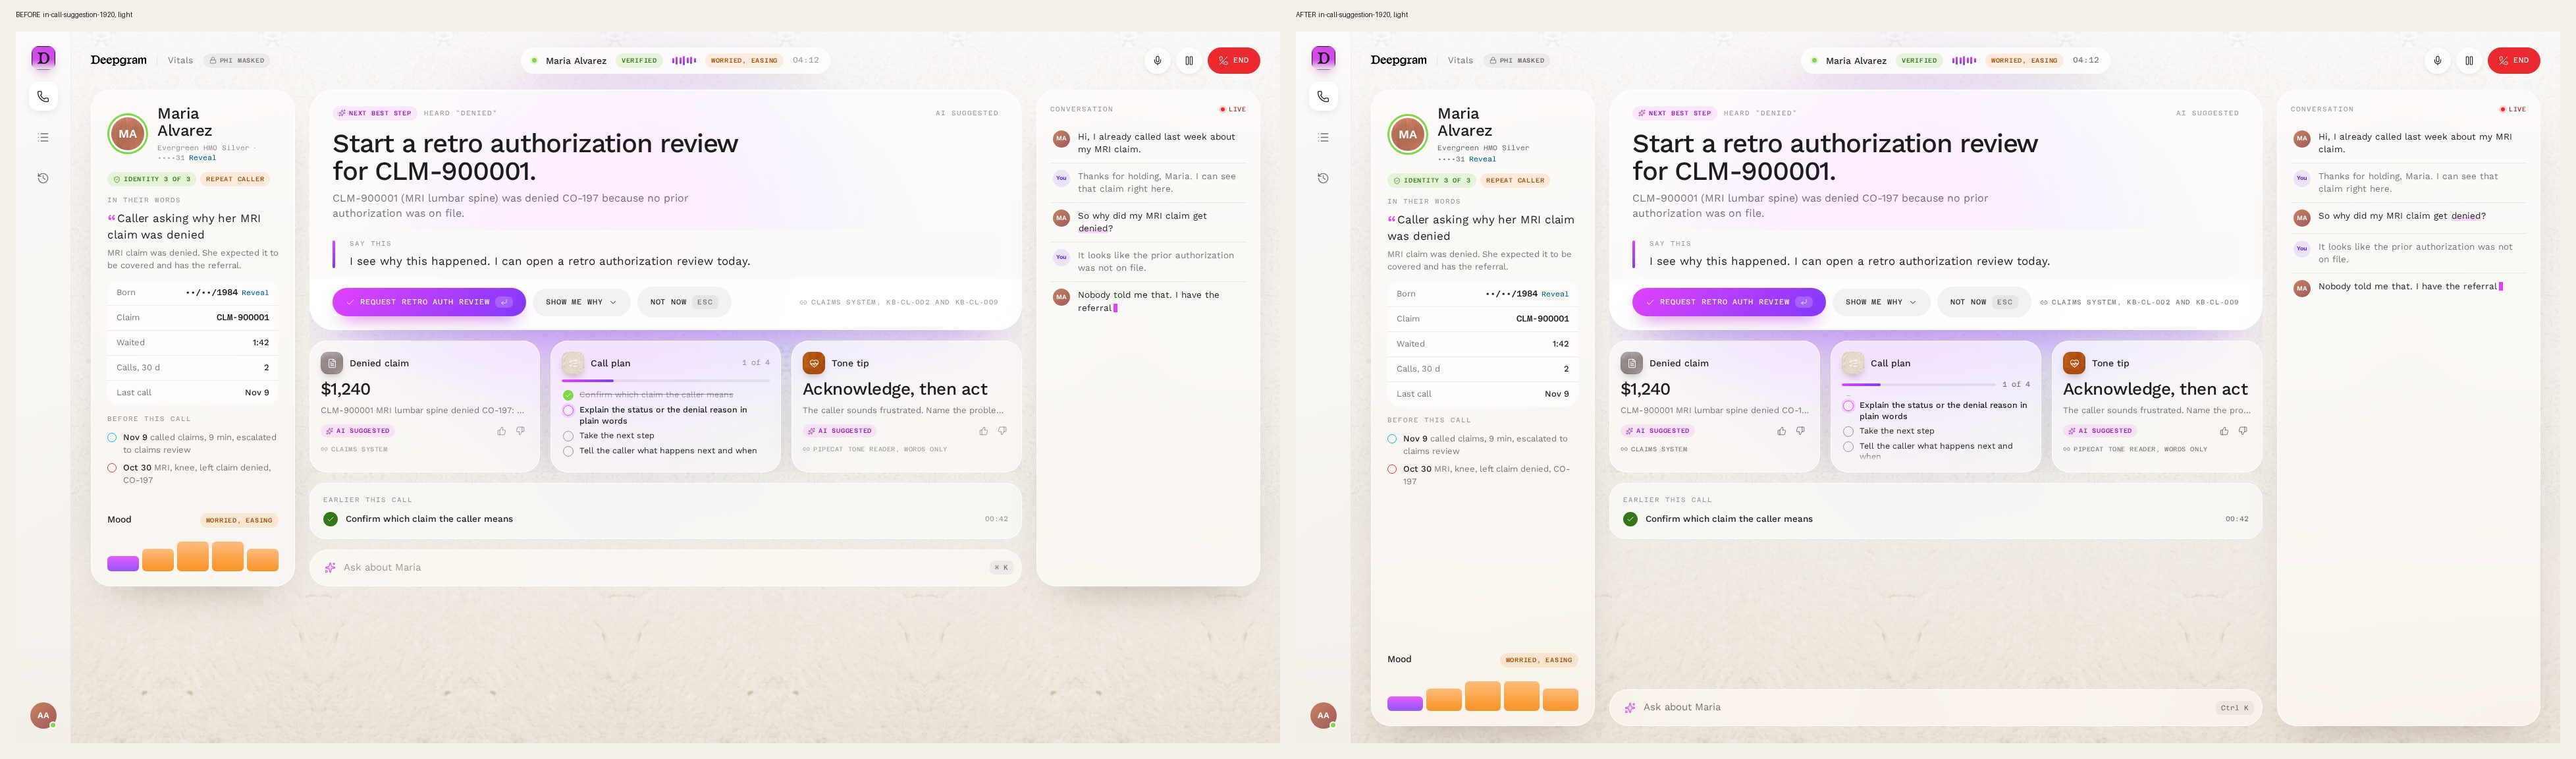 BEFORE in-call-suggestion-1920, light
D
Deepgram
Vitals
PHI MASKED
Maria Alvarez
VERIFIED
WORRIED, EASING
04:12
END
MA
Maria
Alvarez
Evergreen HMO Silver ·
••••31 Reveal
IDENTITY 3 OF 3
REPEAT CALLER
IN THEIR WORDS
“Caller asking why her MRI
claim was denied
MRI claim was denied. She expected it to
be covered and has the referral.
Born ••/••/1984 Reveal
Claim CLM-900001
Waited 1:42
Calls, 30 d 2
Last call Nov 9
BEFORE THIS CALL
Nov 9 called claims, 9 min, escalated
to claims review
Oct 30 MRI, knee, left claim denied,
CO-197
Mood
WORRIED, EASING
AA
NEXT BEST STEP
HEARD "DENIED"
AI SUGGESTED
Start a retro authorization review
for CLM-900001.
CLM-900001 (MRI lumbar spine) was denied CO-197 because no prior
authorization was on file.
SAY THIS
I see why this happened. I can open a retro authorization review today.
REQUEST RETRO AUTH REVIEW
SHOW ME WHY
NOT NOW ESC
CLAIMS SYSTEM, KB-CL-002 AND KB-CL-009
Denied claim
$1,240
CLM-900001 MRI lumbar spine denied CO-197: ...
AI SUGGESTED
CLAIMS SYSTEM
Call plan
1 of 4
Confirm which claim the caller means
Explain the status or the denial reason in
plain words
Take the next step
Tell the caller what happens next and when
Tone tip
Acknowledge, then act
The caller sounds frustrated. Name the proble...
AI SUGGESTED
PIPECAT TONE READER, WORDS ONLY
EARLIER THIS CALL
Confirm which claim the caller means
00:42
Ask about Maria
⌘ K
CONVERSATION
LIVE
MA
Hi, I already called last week about
my MRI claim.
You
Thanks for holding, Maria. I can see
that claim right here.
MA
So why did my MRI claim get
denied?
You
It looks like the prior authorization
was not on file.
MA
Nobody told me that. I have the
referral
AFTER in-call-suggestion-1920, light
D
Deepgram
Vitals
PHI MASKED
Maria Alvarez
VERIFIED
WORRIED, EASING
04:12
END
MA
Maria
Alvarez
Evergreen HMO Silver
••••31 Reveal
IDENTITY 3 OF 3
REPEAT CALLER
IN THEIR WORDS
“Caller asking why her MRI claim
was denied
MRI claim was denied. She expected it to be
covered and has the referral.
Born ••/••/1984 Reveal
Claim CLM-900001
Waited 1:42
Calls, 30 d 2
Last call Nov 9
BEFORE THIS CALL
Nov 9 called claims, 9 min, escalated to
claims review
Oct 30 MRI, knee, left claim denied, CO-
197
Mood
WORRIED, EASING
AA
NEXT BEST STEP
HEARD "DENIED"
AI SUGGESTED
Start a retro authorization review
for CLM-900001.
CLM-900001 (MRI lumbar spine) was denied CO-197 because no prior
authorization was on file.
SAY THIS
I see why this happened. I can open a retro authorization review today.
REQUEST RETRO AUTH REVIEW
SHOW ME WHY
NOT NOW ESC
CLAIMS SYSTEM, KB-CL-002 AND KB-CL-009
Denied claim
$1,240
CLM-900001 MRI lumbar spine denied CO-1...
AI SUGGESTED
CLAIMS SYSTEM
Call plan
1 of 4
Explain the status or the denial reason in
plain words
Take the next step
Tell the caller what happens next and
when
Tone tip
Acknowledge, then act
The caller sounds frustrated. Name the pro...
AI SUGGESTED
PIPECAT TONE READER, WORDS ONLY
EARLIER THIS CALL
Confirm which claim the caller means
00:42
Ask about Maria
Ctrl K
CONVERSATION
LIVE
MA
Hi, I already called last week about my MRI
claim.
You
Thanks for holding, Maria. I can see that
claim right here.
MA
So why did my MRI claim get denied?
You
It looks like the prior authorization was not
on file.
MA
Nobody told me that. I have the referral